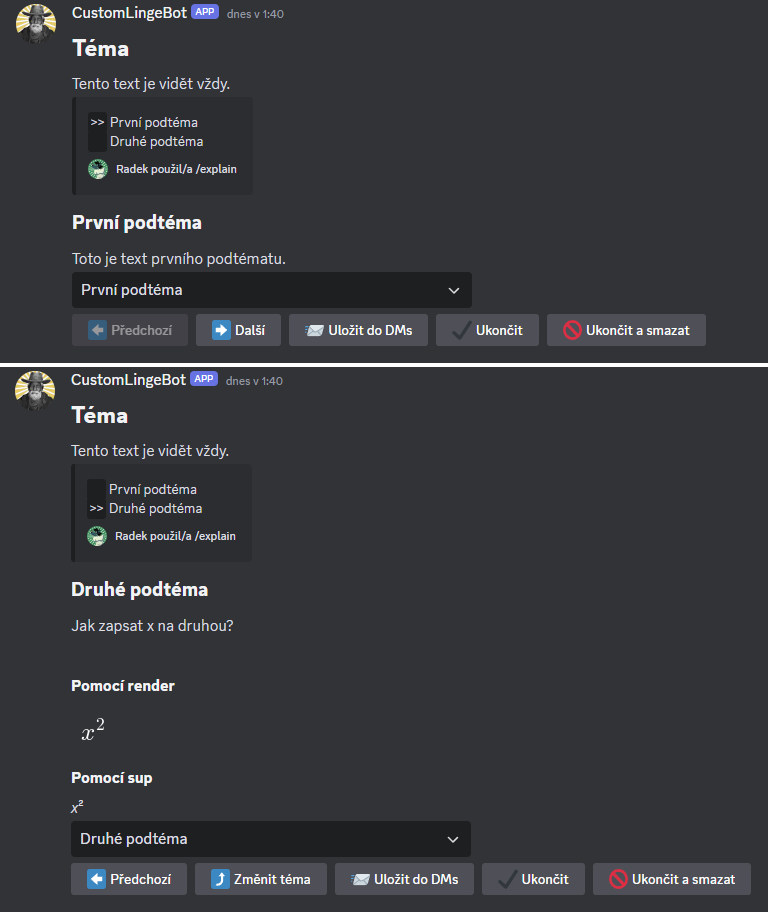 CustomLingeBot APP dnes v 1:40
Téma
Tento text je vidět vždy.
>> První podtéma
Druhé podtéma
Radek použil/a /explain
První podtéma
Toto je text prvního podtématu.
První podtéma
Předchozí Další Uložit do DMs Ukončit Ukončit a smazat
CustomLingeBot APP dnes v 1:40
Téma
Tento text je vidět vždy.
První podtéma
>> Druhé podtéma
Radek použil/a /explain
Druhé podtéma
Jak zapsat x na druhou?
Pomocí render
x²
Pomocí sup
x²
Druhé podtéma
Předchozí Změnit téma Uložit do DMs Ukončit Ukončit a smazat